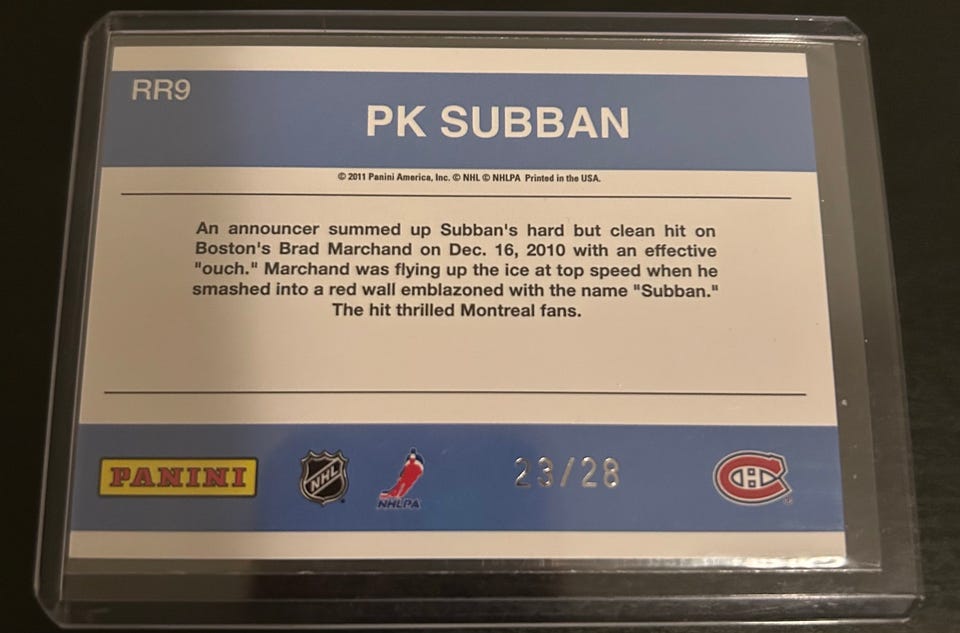 RR9
PK SUBBAN
© 2011 Panini America, Inc. © NHL © NHLPA Printed in the USA.
An announcer summed up Subban's hard but clean hit on
Boston's Brad Marchand on Dec. 16, 2010 with an effective
"ouch." Marchand was flying up the ice at top speed when he
smashed into a red wall emblazoned with the name "Subban."
The hit thrilled Montreal fans.
PANINI NHL NHLPA 23/28 CH